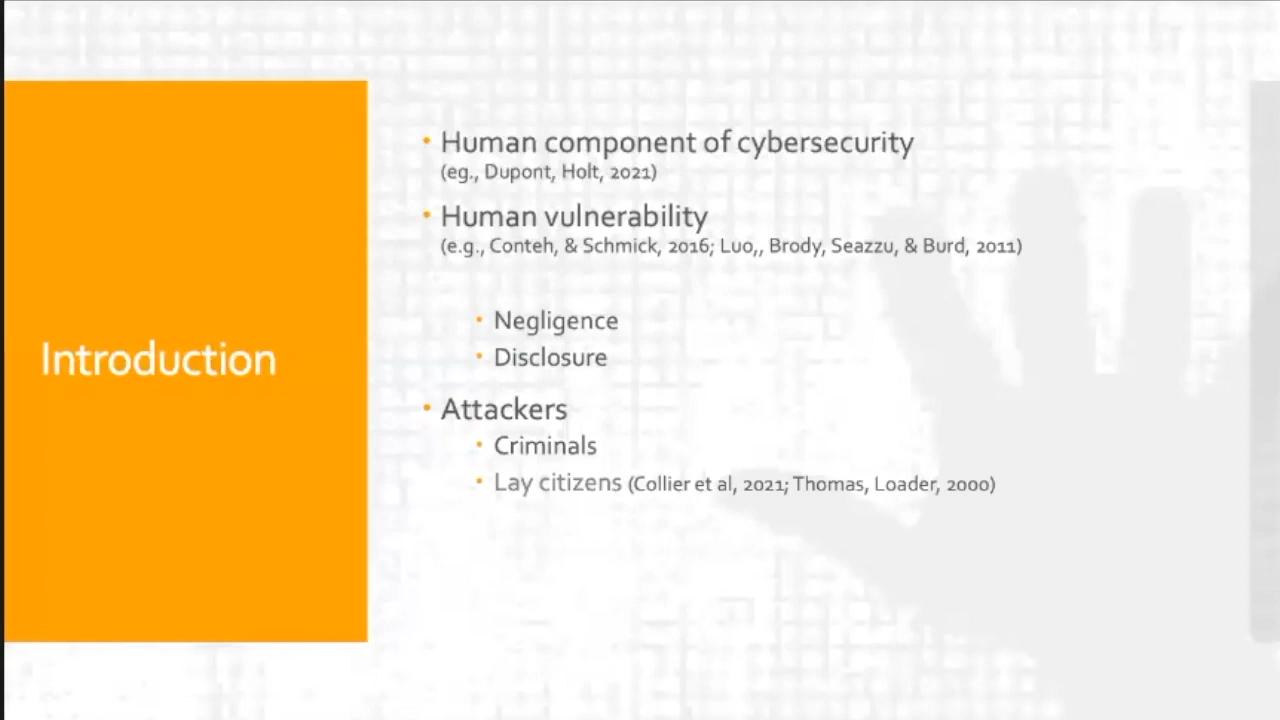 Introduction
• Human component of cybersecurity
(eg., Dupont, Holt, 2021)
• Human vulnerability
(e.g., Conteh, & Schmick, 2016; Luo,, Brody, Seazzu, & Burd, 2011)
• Negligence
• Disclosure
• Attackers
• Criminals
• Lay citizens (Collier et al, 2021; Thomas, Loader, 2000)